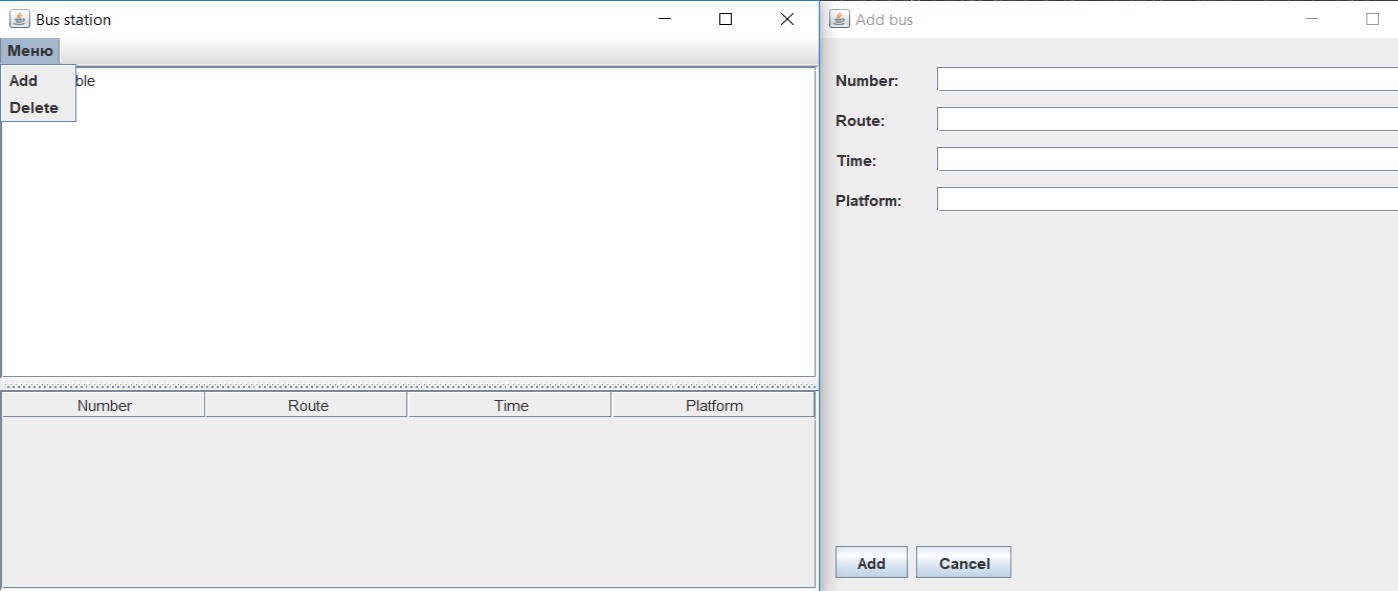 Bus station
Меню
Add
ble
Delete
Number
Route
Time
Platform
Add bus
Number:
Route:
Time:
Platform:
Add
Cancel